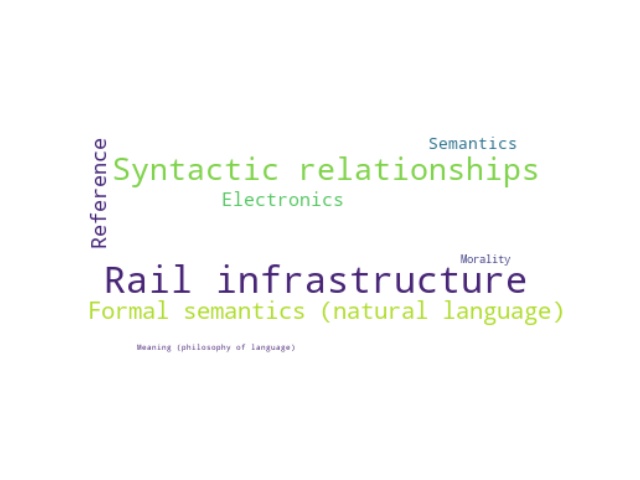 Semantics
Reference
Syntactic relationships
Electronics
Morality
Rail infrastructure
Formal semantics (natural language)
Meaning (philosophy of language)